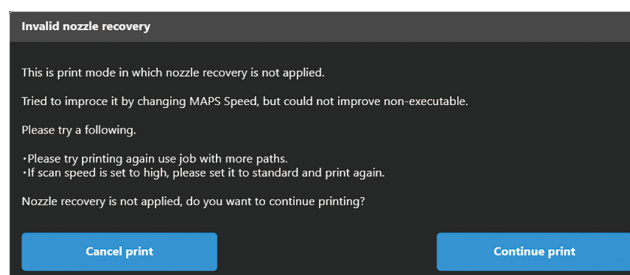 Invalid nozzle recovery
This is print mode in which nozzle recovery is not applied.
Tried to improce it by changing MAPS Speed, but could not improve non-executable.
Please try a following.
・Please try printing again use job with more paths.
・If scan speed is set to high, please set it to standard and print again.
Nozzle recovery is not applied, do you want to continue printing?
Cancel print
Continue print